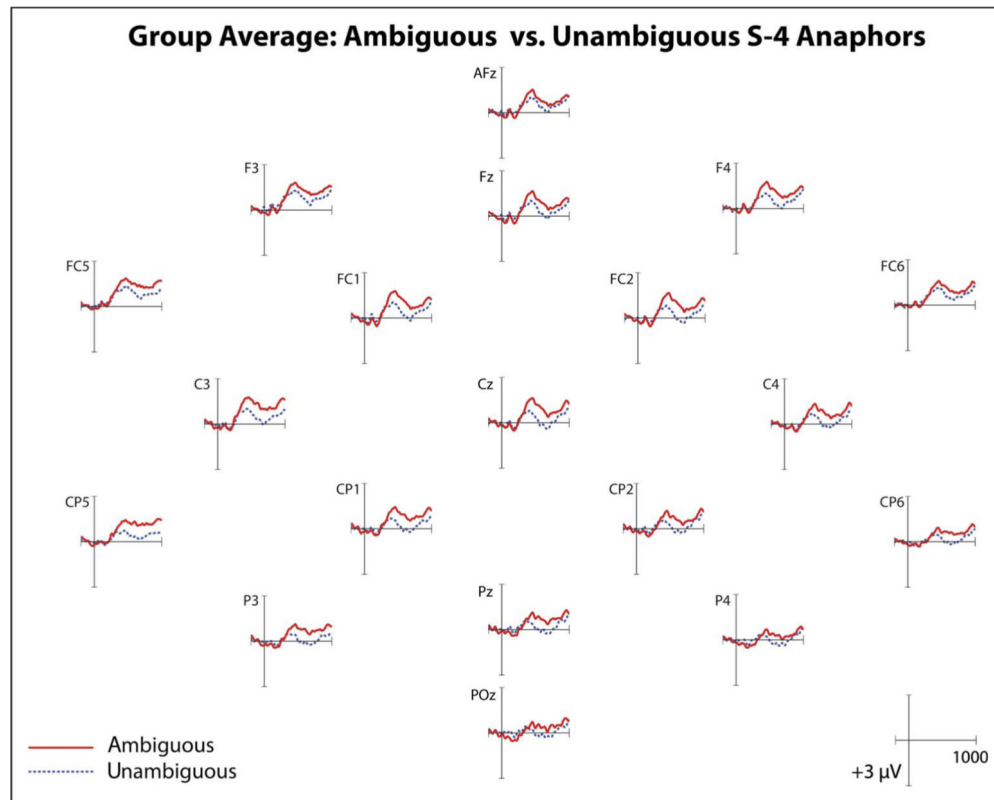 Group Average: Ambiguous vs. Unambiguous S-4 Anaphors
AFz
F3 Fz F4
FC5 FC1 FC2 FC6
C3 Cz C4
CP5 CP1 CP2 CP6
P3 Pz P4
POz
Ambiguous
Unambiguous
1000
+3 µV